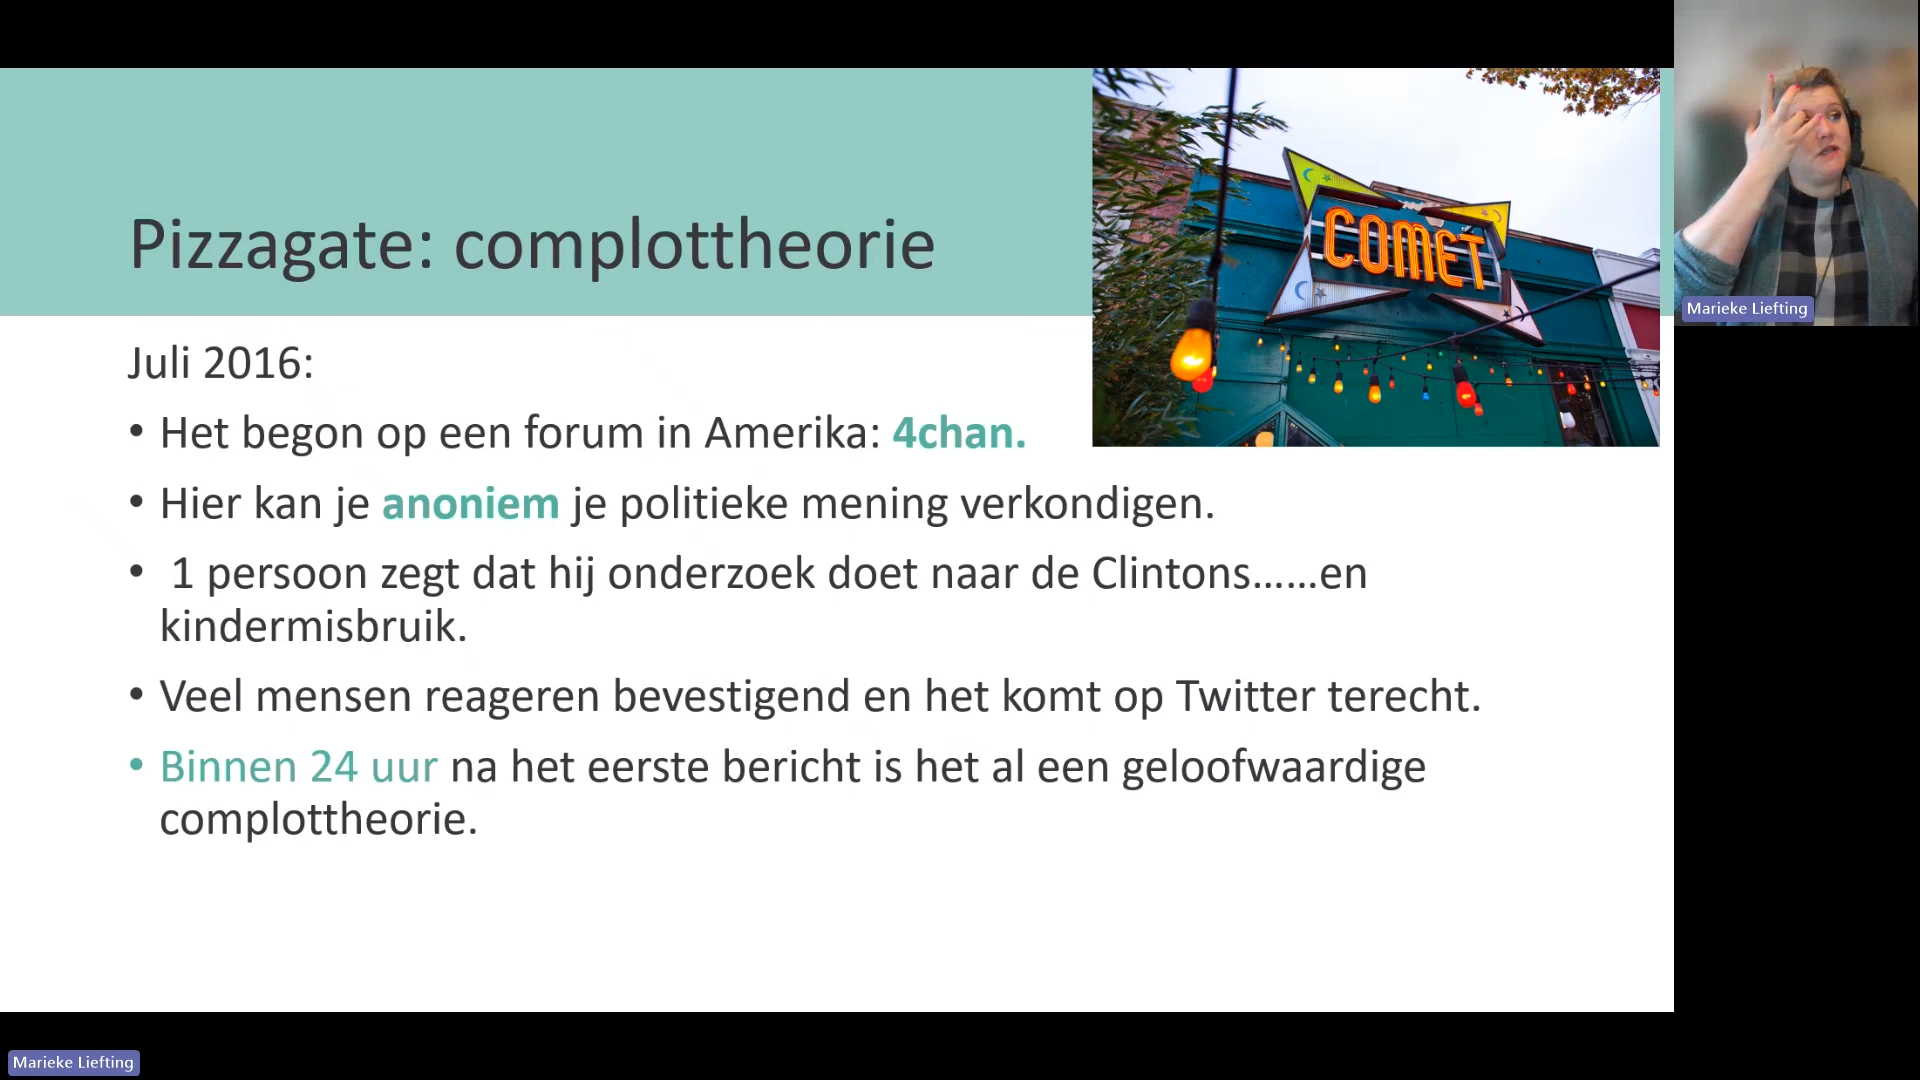 COMET
Marieke Liefting
Pizzagate: complottheorie
Juli 2016:
• Het begon op een forum in Amerika: 4chan.
• Hier kan je anoniem je politieke mening verkondigen.
• 1 persoon zegt dat hij onderzoek doet naar de Clintons......en
kindermisbruik.
• Veel mensen reageren bevestigend en het komt op Twitter terecht.
• Binnen 24 uur na het eerste bericht is het al een geloofwaardige
complottheorie.
Marieke Liefting